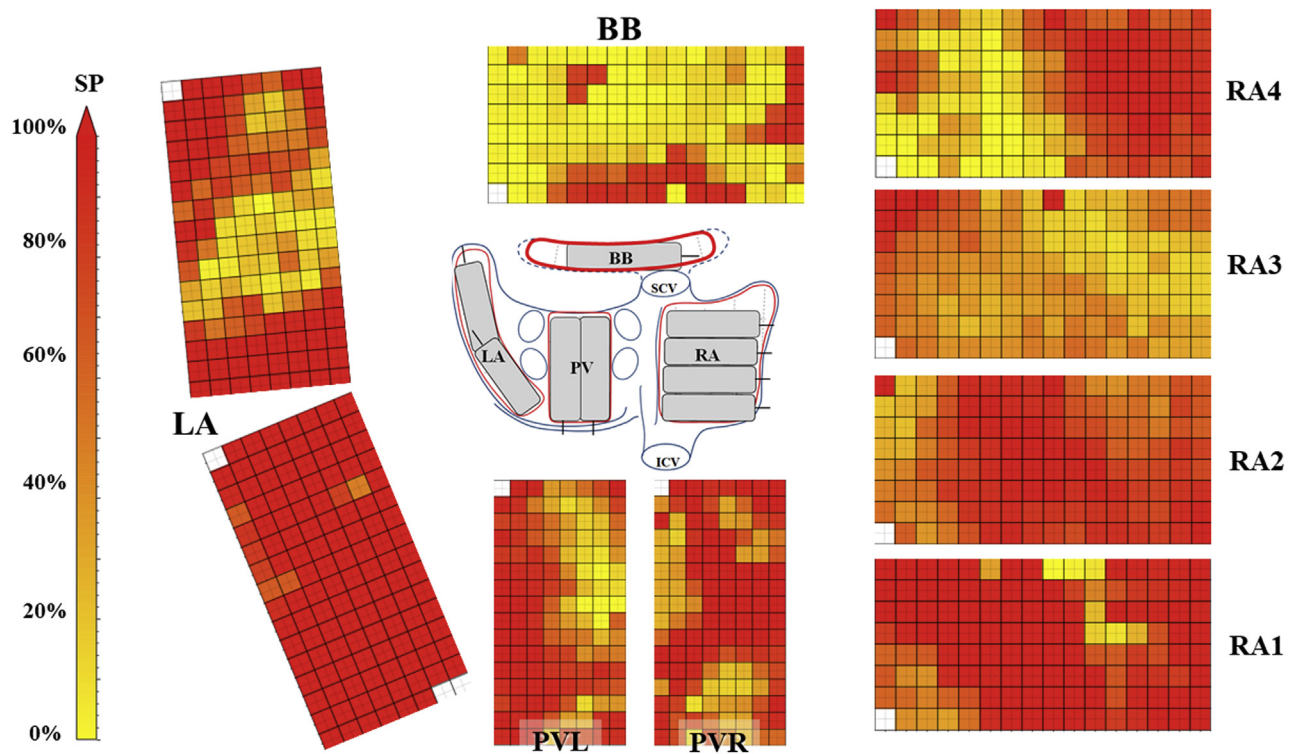 BB
SP
100%
80%
60%
40%
20%
0%
LA
BB
SCV
LA
PV
RA
ICV
PVL
PVR
RA4
RA3
RA2
RA1